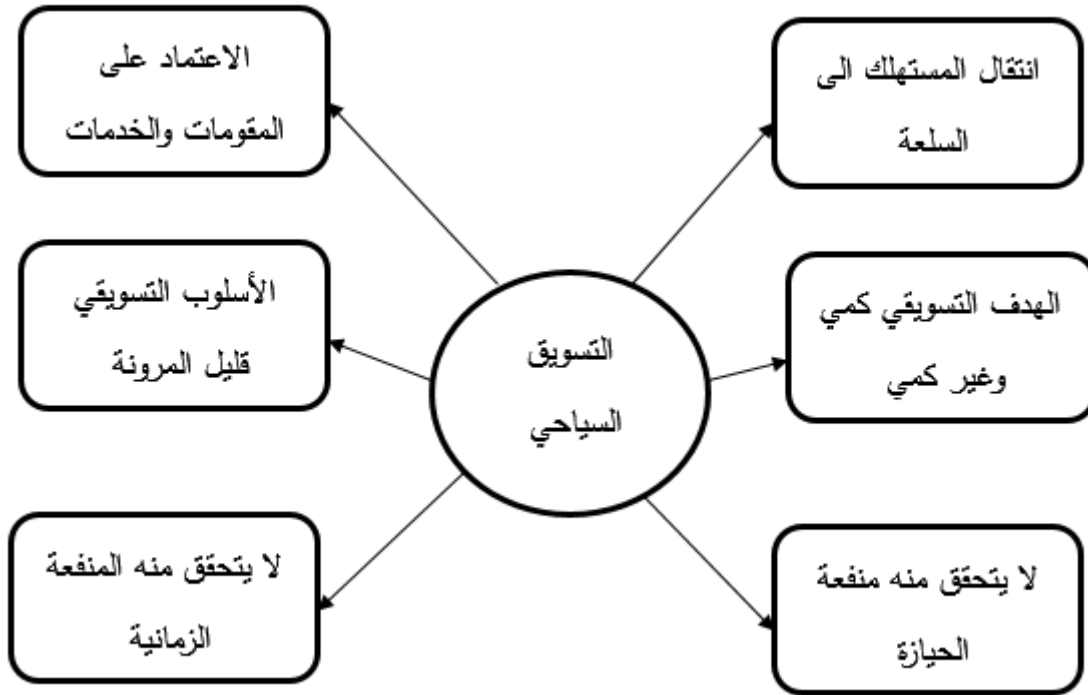 انتقال المستهلك الى
السلعة
الاعتماد على
المقومات والخدمات
الهدف التسويقي كمي
وغير كمي
الأسلوب التسويقي
قليل المرونة
التسويق
السياحي
لا يتحقق منه منفعة
الحيازة
لا يتحقق منه المنفعة
الزمانية